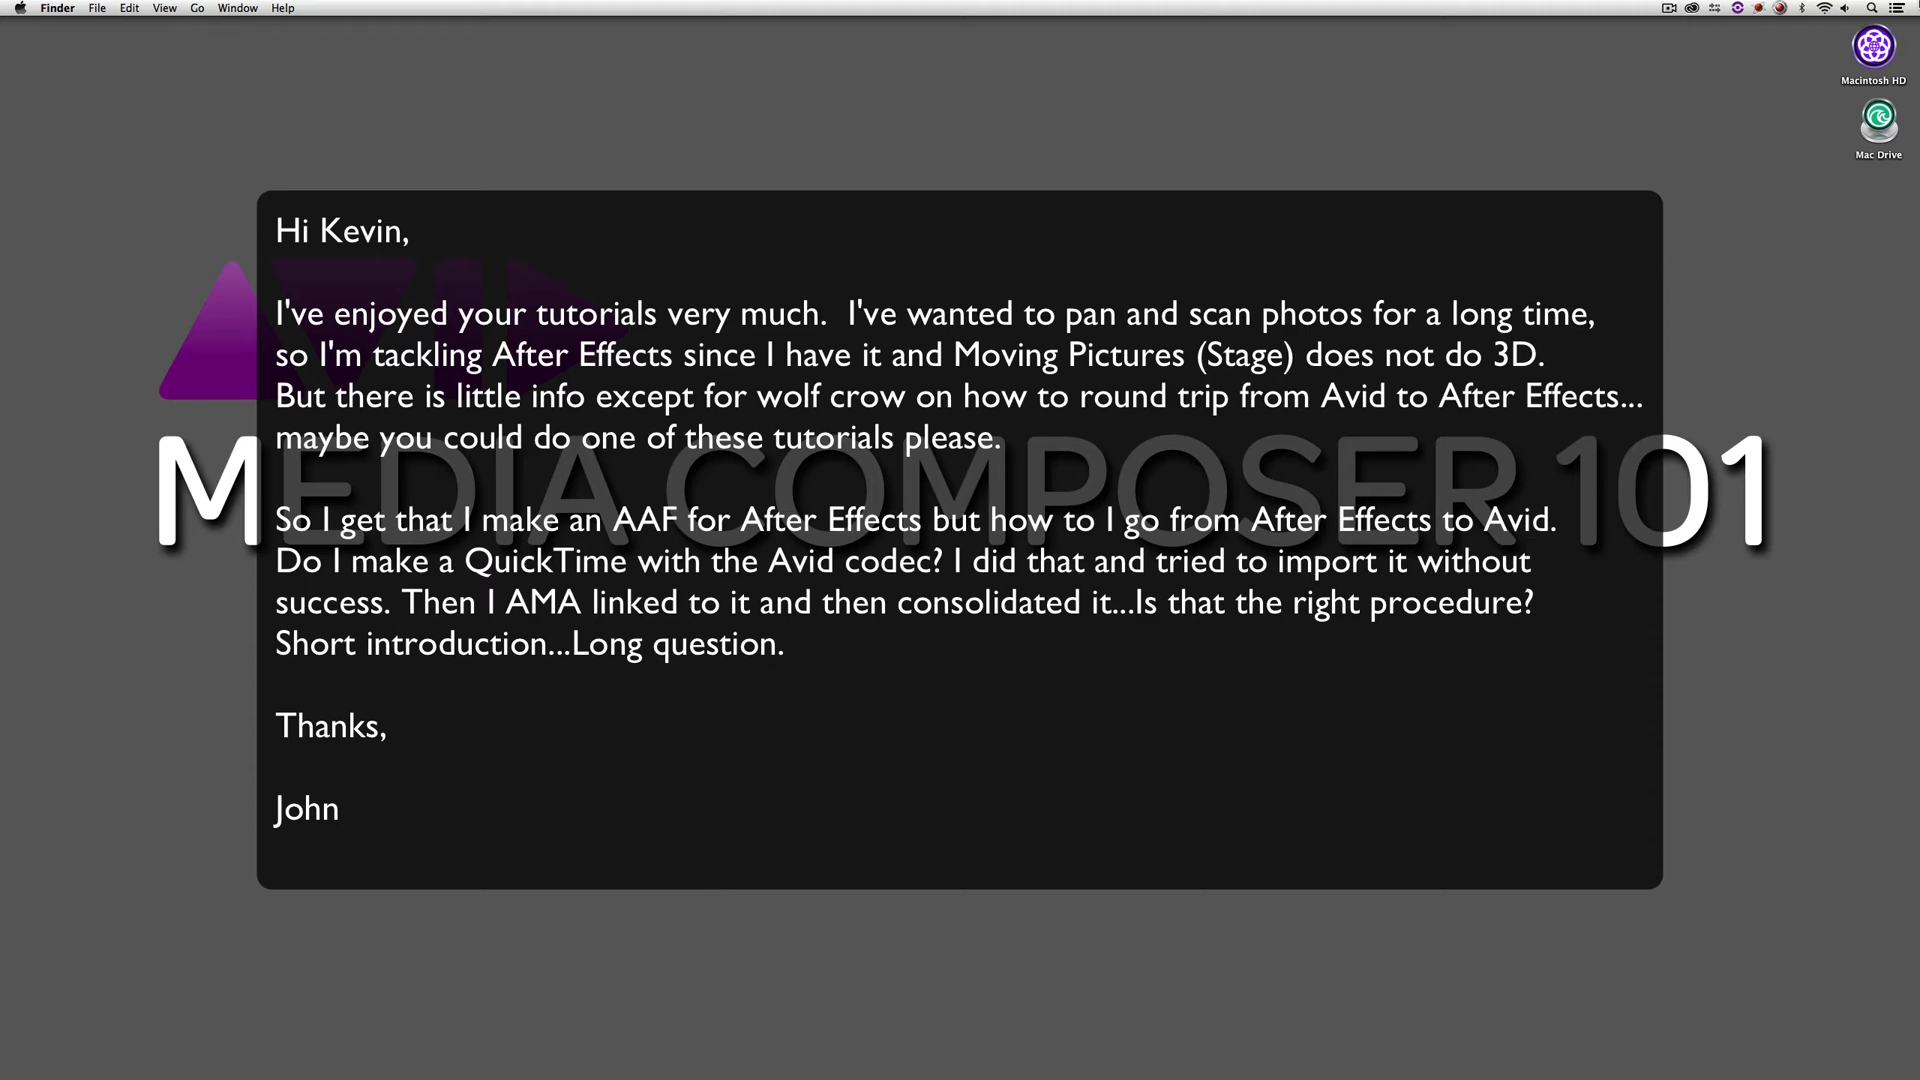 Finder File Edit View Go Window Help
Macintosh HD
Mac Drive
Hi Kevin,
I've enjoyed your tutorials very much.  I've wanted to pan and scan photos for a long time,
so I'm tackling After Effects since I have it and Moving Pictures (Stage) does not do 3D.
But there is little info except for wolf crow on how to round trip from Avid to After Effects...
maybe you could do one of these tutorials please.
MEDIA COMPOSER 101
So I get that I make an AAF for After Effects but how to I go from After Effects to Avid.
Do I make a QuickTime with the Avid codec? I did that and tried to import it without
success. Then I AMA linked to it and then consolidated it...Is that the right procedure?
Short introduction...Long question.
Thanks,
John